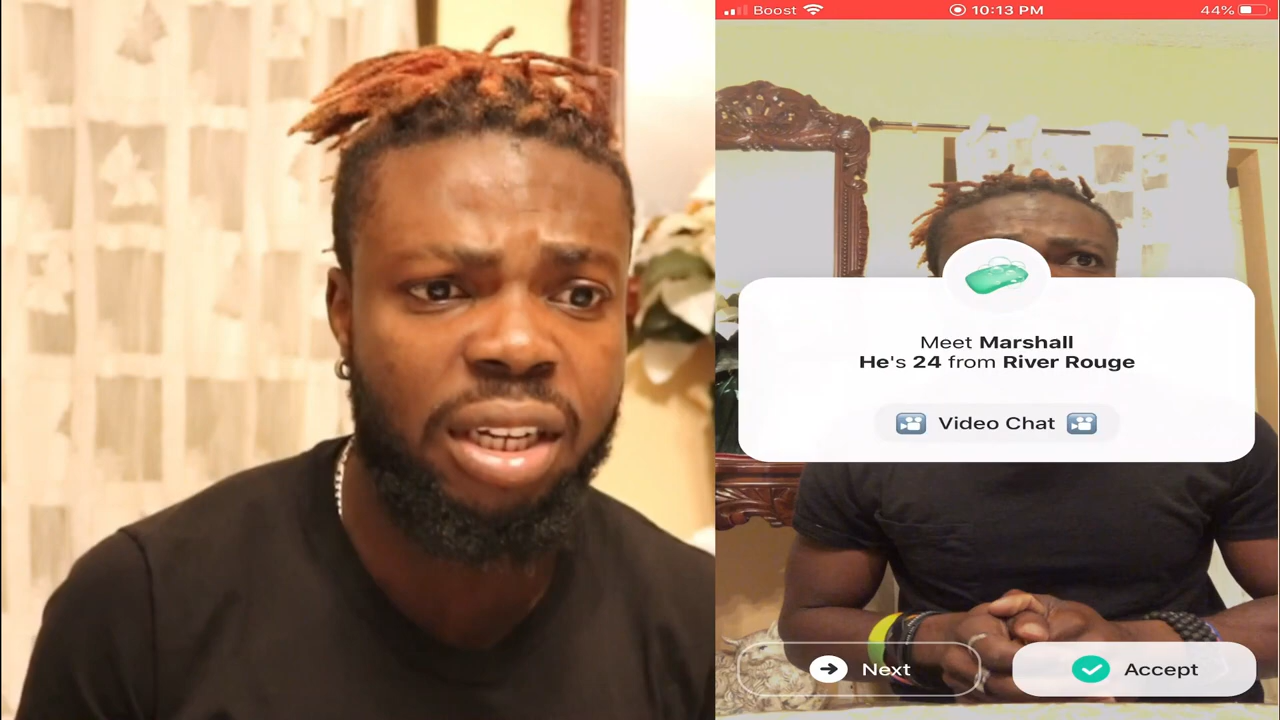 Boost 10:13 PM 44%
Meet Marshall
He's 24 from River Rouge
Video Chat
Next Accept